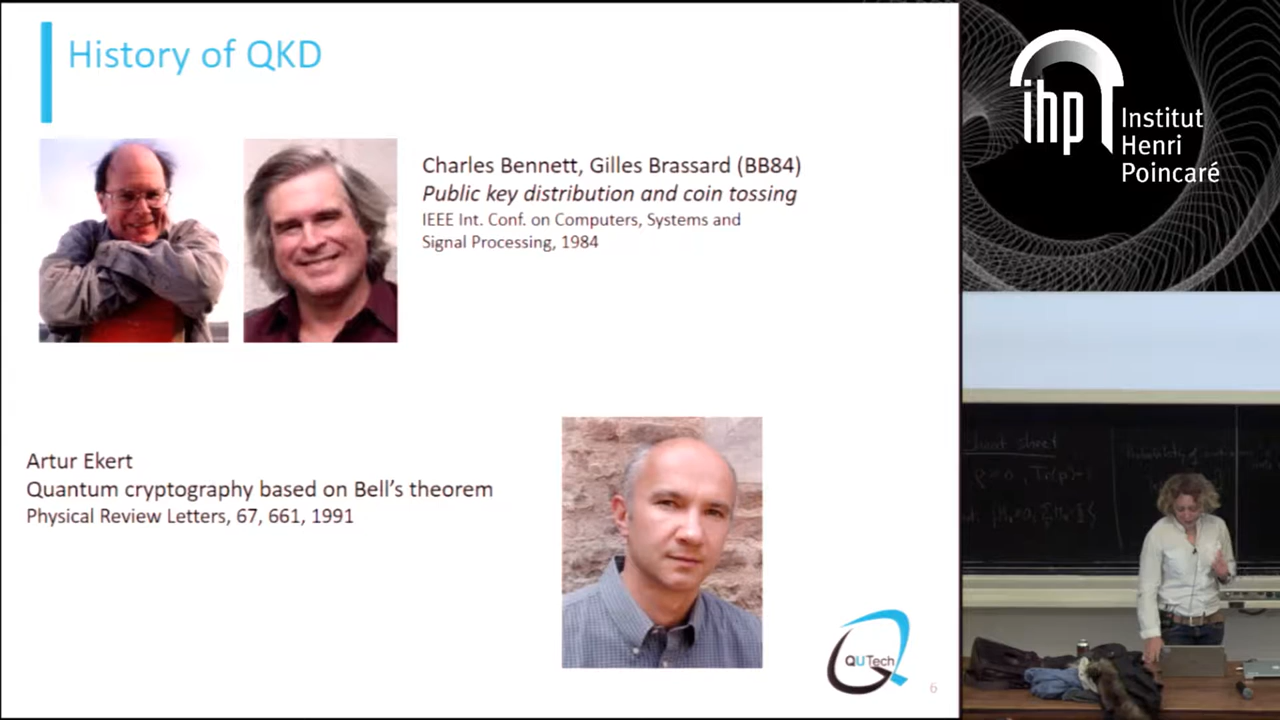 History of QKD
Charles Bennett, Gilles Brassard (BB84)
Public key distribution and coin tossing
IEEE Int. Conf. on Computers, Systems and
Signal Processing, 1984
Artur Ekert
Quantum cryptography based on Bell's theorem
Physical Review Letters, 67, 661, 1991
QUTech
6
ihp
Institut
Henri
Poincaré
sheet